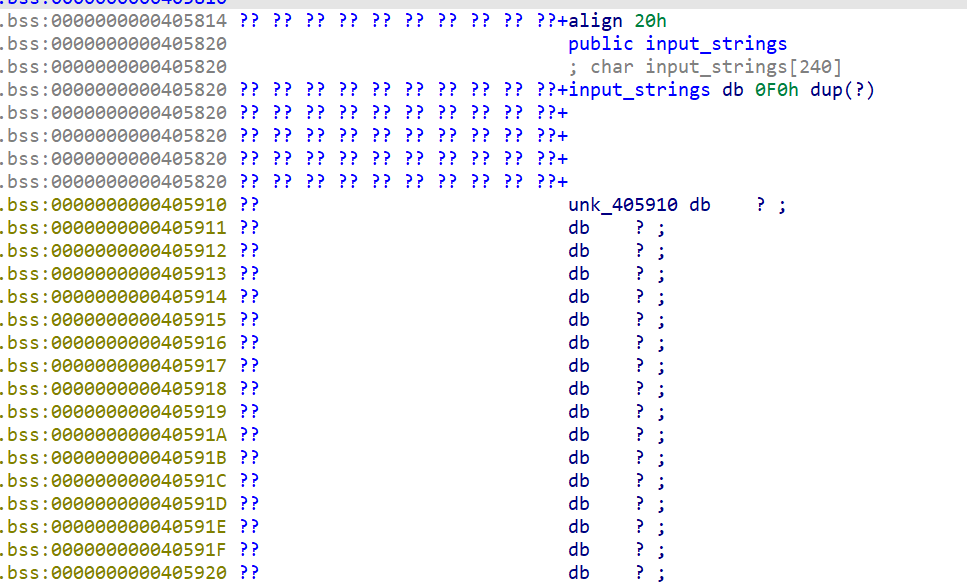 .bss:0000000000405810
.bss:0000000000405814 ?? ?? ?? ?? ?? ?? ?? ?? ?? ??+align 20h
.bss:0000000000405820 public input_strings
.bss:0000000000405820 ; char input_strings[240]
.bss:0000000000405820 ?? ?? ?? ?? ?? ?? ?? ?? ?? ??+input_strings db 0F0h dup(?)
.bss:0000000000405820 ?? ?? ?? ?? ?? ?? ?? ?? ?? ??+
.bss:0000000000405820 ?? ?? ?? ?? ?? ?? ?? ?? ?? ??+
.bss:0000000000405820 ?? ?? ?? ?? ?? ?? ?? ?? ?? ??+
.bss:0000000000405820 ?? ?? ?? ?? ?? ?? ?? ?? ?? ??+
.bss:0000000000405910 ?? unk_405910 db ? ;
.bss:0000000000405911 ?? db ? ;
.bss:0000000000405912 ?? db ? ;
.bss:0000000000405913 ?? db ? ;
.bss:0000000000405914 ?? db ? ;
.bss:0000000000405915 ?? db ? ;
.bss:0000000000405916 ?? db ? ;
.bss:0000000000405917 ?? db ? ;
.bss:0000000000405918 ?? db ? ;
.bss:0000000000405919 ?? db ? ;
.bss:000000000040591A ?? db ? ;
.bss:000000000040591B ?? db ? ;
.bss:000000000040591C ?? db ? ;
.bss:000000000040591D ?? db ? ;
.bss:000000000040591E ?? db ? ;
.bss:000000000040591F ?? db ? ;
.bss:0000000000405920 ?? db ? ;